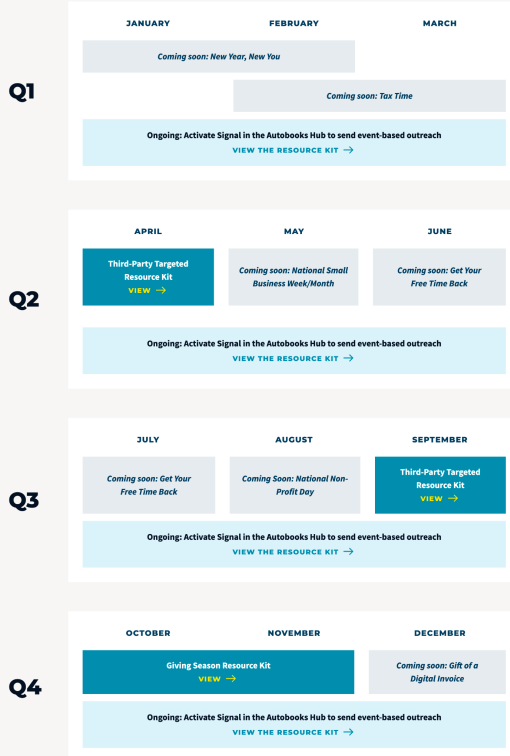 Q1
JANUARY
FEBRUARY
MARCH
Coming soon: New Year, New You
Coming soon: Tax Time
Ongoing: Activate Signal in the Autobooks Hub to send event-based outreach
VIEW THE RESOURCE KIT →
Q2
APRIL
MAY
JUNE
Third-Party Targeted
Resource Kit
VIEW →
Coming soon: National Small
Business Week/Month
Coming soon: Get Your
Free Time Back
Ongoing: Activate Signal in the Autobooks Hub to send event-based outreach
VIEW THE RESOURCE KIT →
Q3
JULY
AUGUST
SEPTEMBER
Coming soon: Get Your
Free Time Back
Coming Soon: National Non-
Profit Day
Third-Party Targeted
Resource Kit
VIEW →
Ongoing: Activate Signal in the Autobooks Hub to send event-based outreach
VIEW THE RESOURCE KIT →
Q4
OCTOBER
NOVEMBER
DECEMBER
Giving Season Resource Kit
VIEW →
Coming soon: Gift of a
Digital Invoice
Ongoing: Activate Signal in the Autobooks Hub to send event-based outreach
VIEW THE RESOURCE KIT →